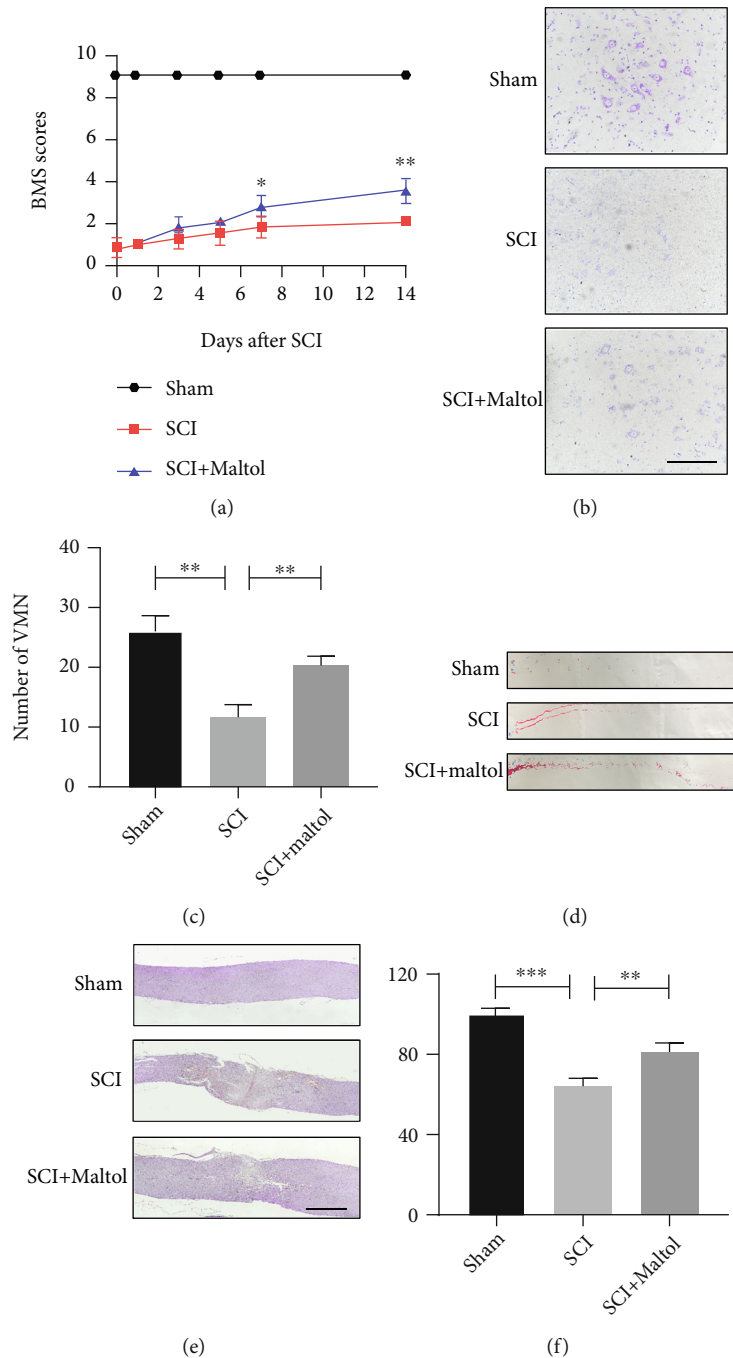 10
8
6
4
2
0
BMS scores
*
**
0 2 4 6 8 10 12 14
Days after SCI
Sham
SCI
SCI+Maltol
(a)
Sham
SCI
SCI+Maltol
(b)
40
30
20
10
0
Number of VMN
** **
Sham
SCI
SCI+maltol
(c)
Sham
SCI
SCI+maltol
(d)
Sham
SCI
SCI+Maltol
(e)
120
80
40
0
*** **
Sham
SCI
SCI+Maltol
(f)